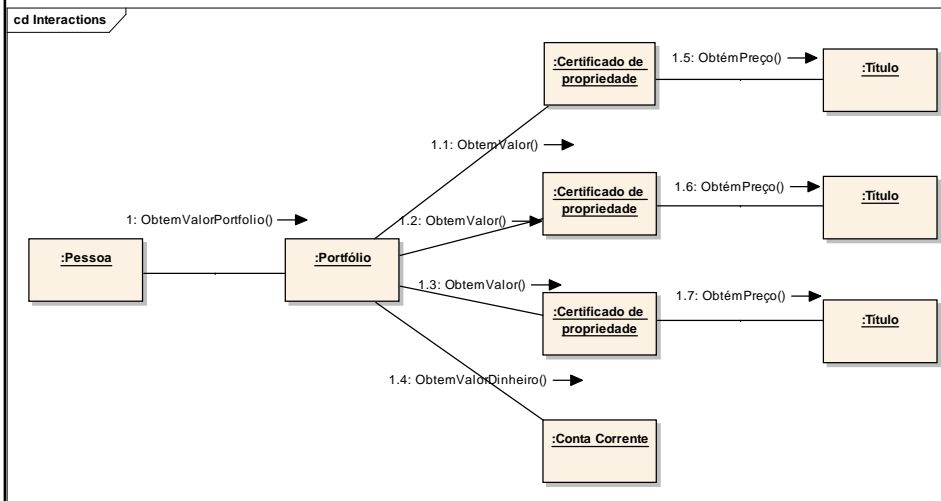 cd Interactions
:Certificado de
propriedade
1.5: ObtémPreço()
:Título
1.1: ObtemValor()
:Certificado de
propriedade
1.6: ObtémPreço()
:Título
1: ObtemValorPortfolio()
1.2: ObtemValor()
:Pessoa
:Portfólio
1.3: ObtemValor()
:Certificado de
propriedade
1.7: ObtémPreço()
:Título
1.4: ObtemValorDinheiro()
:Conta Corrente